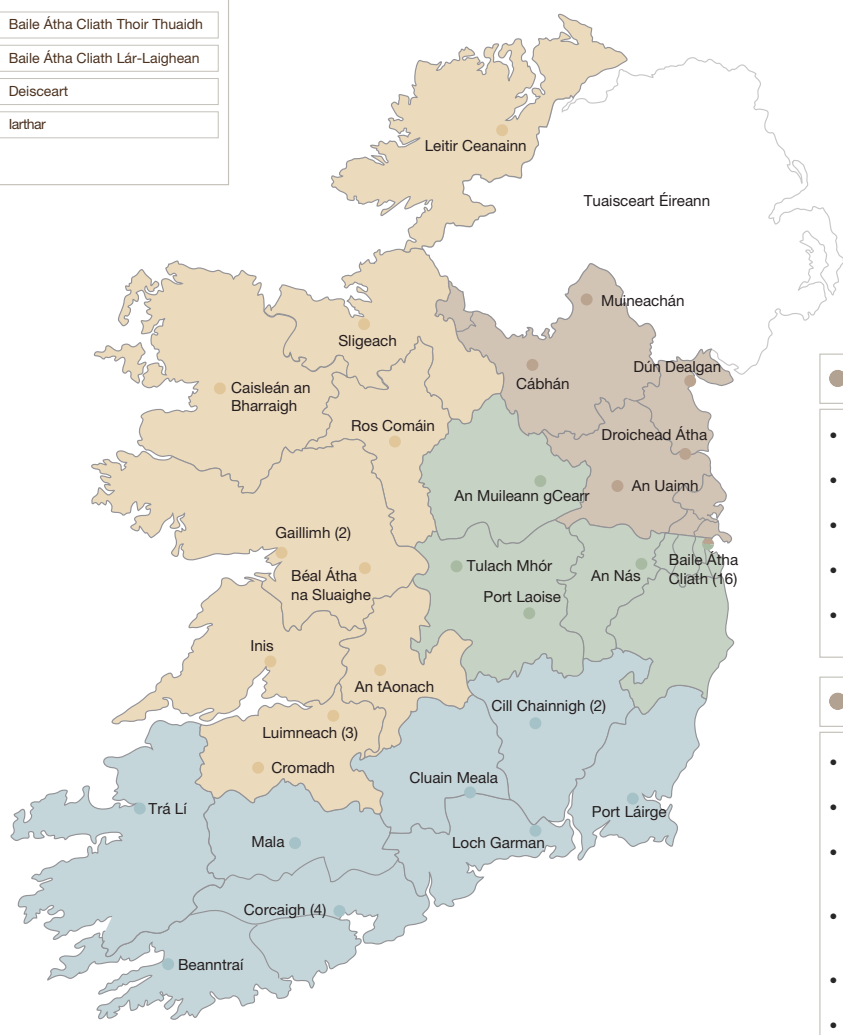 Baile Átha Cliath Thoir Thuaidh
Baile Átha Cliath Lár-Laighean
Deisceart
Iarthar
Leitir Ceanainn
Tuaisceart Éireann
Muineachán
Sligeach
Dún Dealgan
Cábhán
Caisleán an
Bharraigh
Ros Comáin
Droichead Átha
An Uaimh
An Muileann gCearr
Gaillimh (2)
Béal Átha
na Sluaighe
Tulach Mhór
Baile Átha
Cliath (16)
An Nás
Port Laoise
Inis
An tAonach
Cill Chainnigh (2)
Luimneach (3)
Cromadh
Cluain Meala
Trá Lí
Port Láirge
Mala
Loch Garman
Corcaigh (4)
Beanntraí